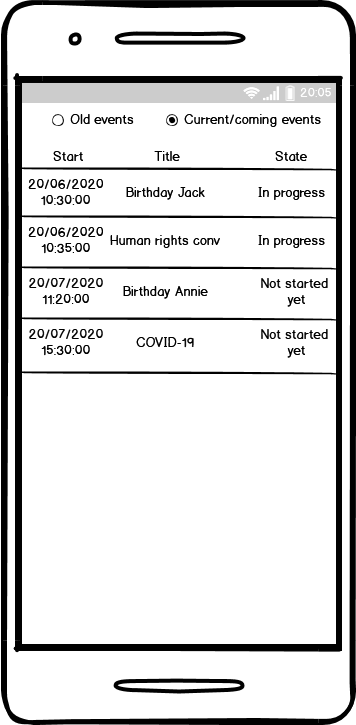 20:05
Old events Current/coming events
Start Title State
20/06/2020
10:30:00 Birthday Jack In progress
20/06/2020
10:35:00 Human rights conv In progress
20/07/2020
11:20:00 Birthday Annie Not started
yet
20/07/2020
15:30:00 COVID-19 Not started
yet